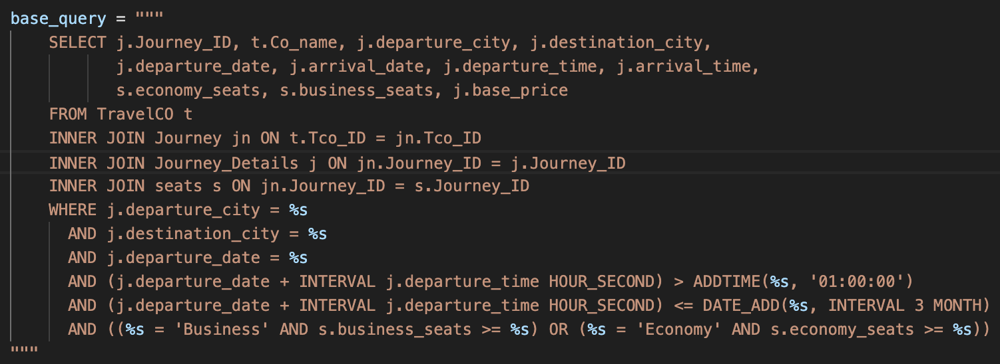 base_query = """
SELECT j.Journey_ID, t.Co_name, j.departure_city, j.destination_city,
j.departure_date, j.arrival_date, j.departure_time, j.arrival_time,
s.economy_seats, s.business_seats, j.base_price
FROM TravelCO t
INNER JOIN Journey jn ON t.Tco_ID = jn.Tco_ID
INNER JOIN Journey_Details j ON jn.Journey_ID = j.Journey_ID
INNER JOIN seats s ON jn.Journey_ID = s.Journey_ID
WHERE j.departure_city = %s
AND j.destination_city = %s
AND j.departure_date = %s
AND (j.departure_date + INTERVAL j.departure_time HOUR_SECOND) > ADDTIME(%s, '01:00:00')
AND (j.departure_date + INTERVAL j.departure_time HOUR_SECOND) <= DATE_ADD(%s, INTERVAL 3 MONTH)
AND ((%s = 'Business' AND s.business_seats >= %s) OR (%s = 'Economy' AND s.economy_seats >= %s))
"""